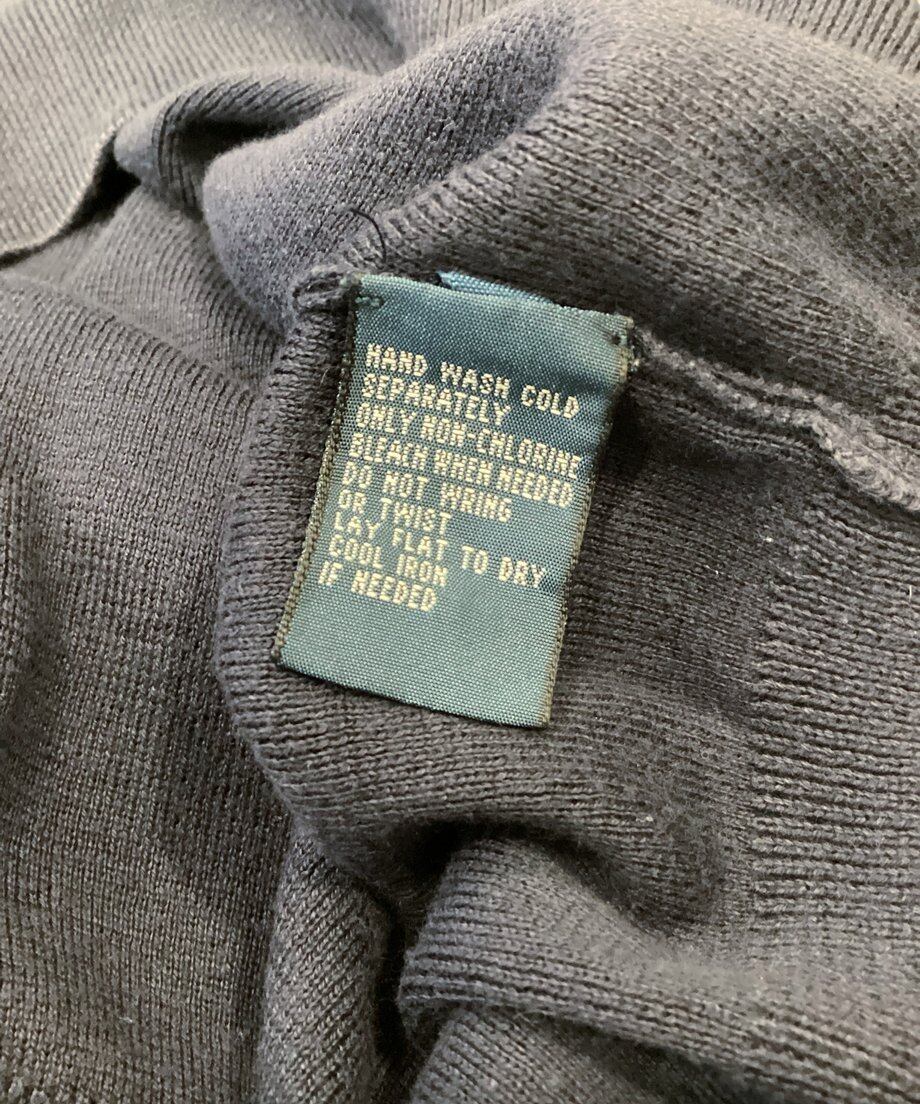 HAND WASH COLD
SEPARATELY
ONLY NON-CHLORINE
BLEACH WHEN NEEDED
DO NOT WRING
OR TWIST
LAY FLAT TO DRY
COOL IRON
IF NEEDED